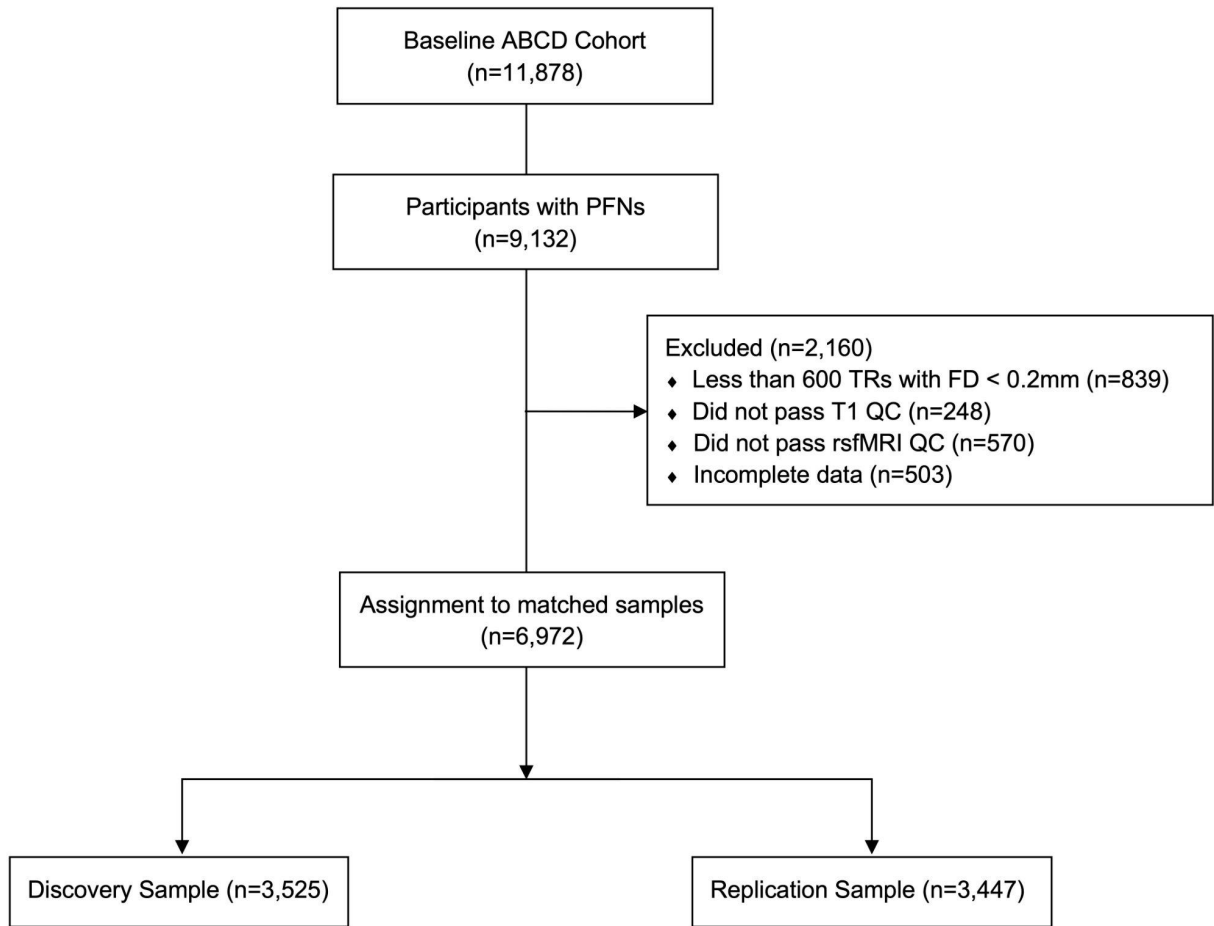 Baseline ABCD Cohort
(n=11,878)
Participants with PFNs
(n=9,132)
Excluded (n=2,160)
♦ Less than 600 TRs with FD < 0.2mm (n=839)
♦ Did not pass T1 QC (n=248)
♦ Did not pass rsfMRI QC (n=570)
♦ Incomplete data (n=503)
Assignment to matched samples
(n=6,972)
Discovery Sample (n=3,525)
Replication Sample (n=3,447)